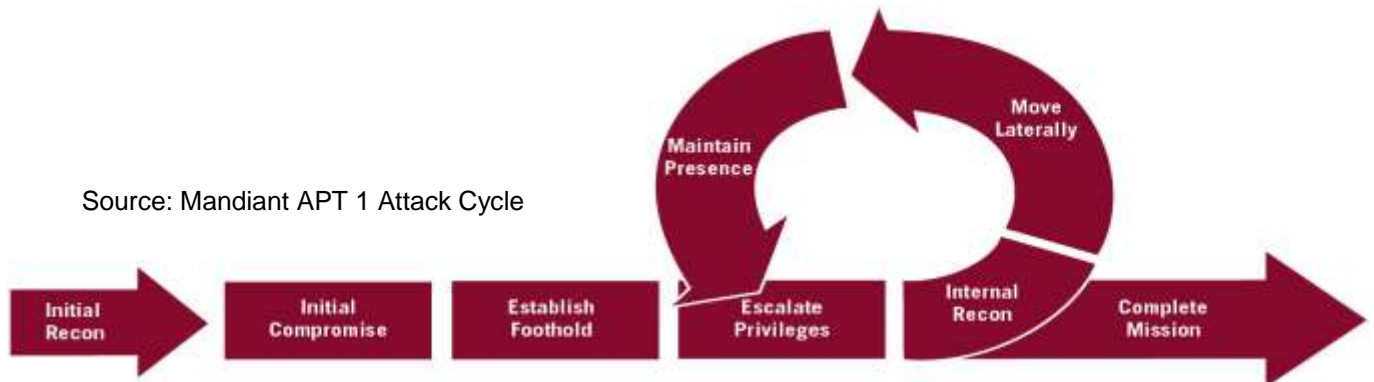 Move
Laterally
Maintain
Presence
Source: Mandiant APT 1 Attack Cycle
Initial
Recon
Initial
Compromise
Establish
Foothold
Escalate
Privileges
Internal
Recon
Complete
Mission